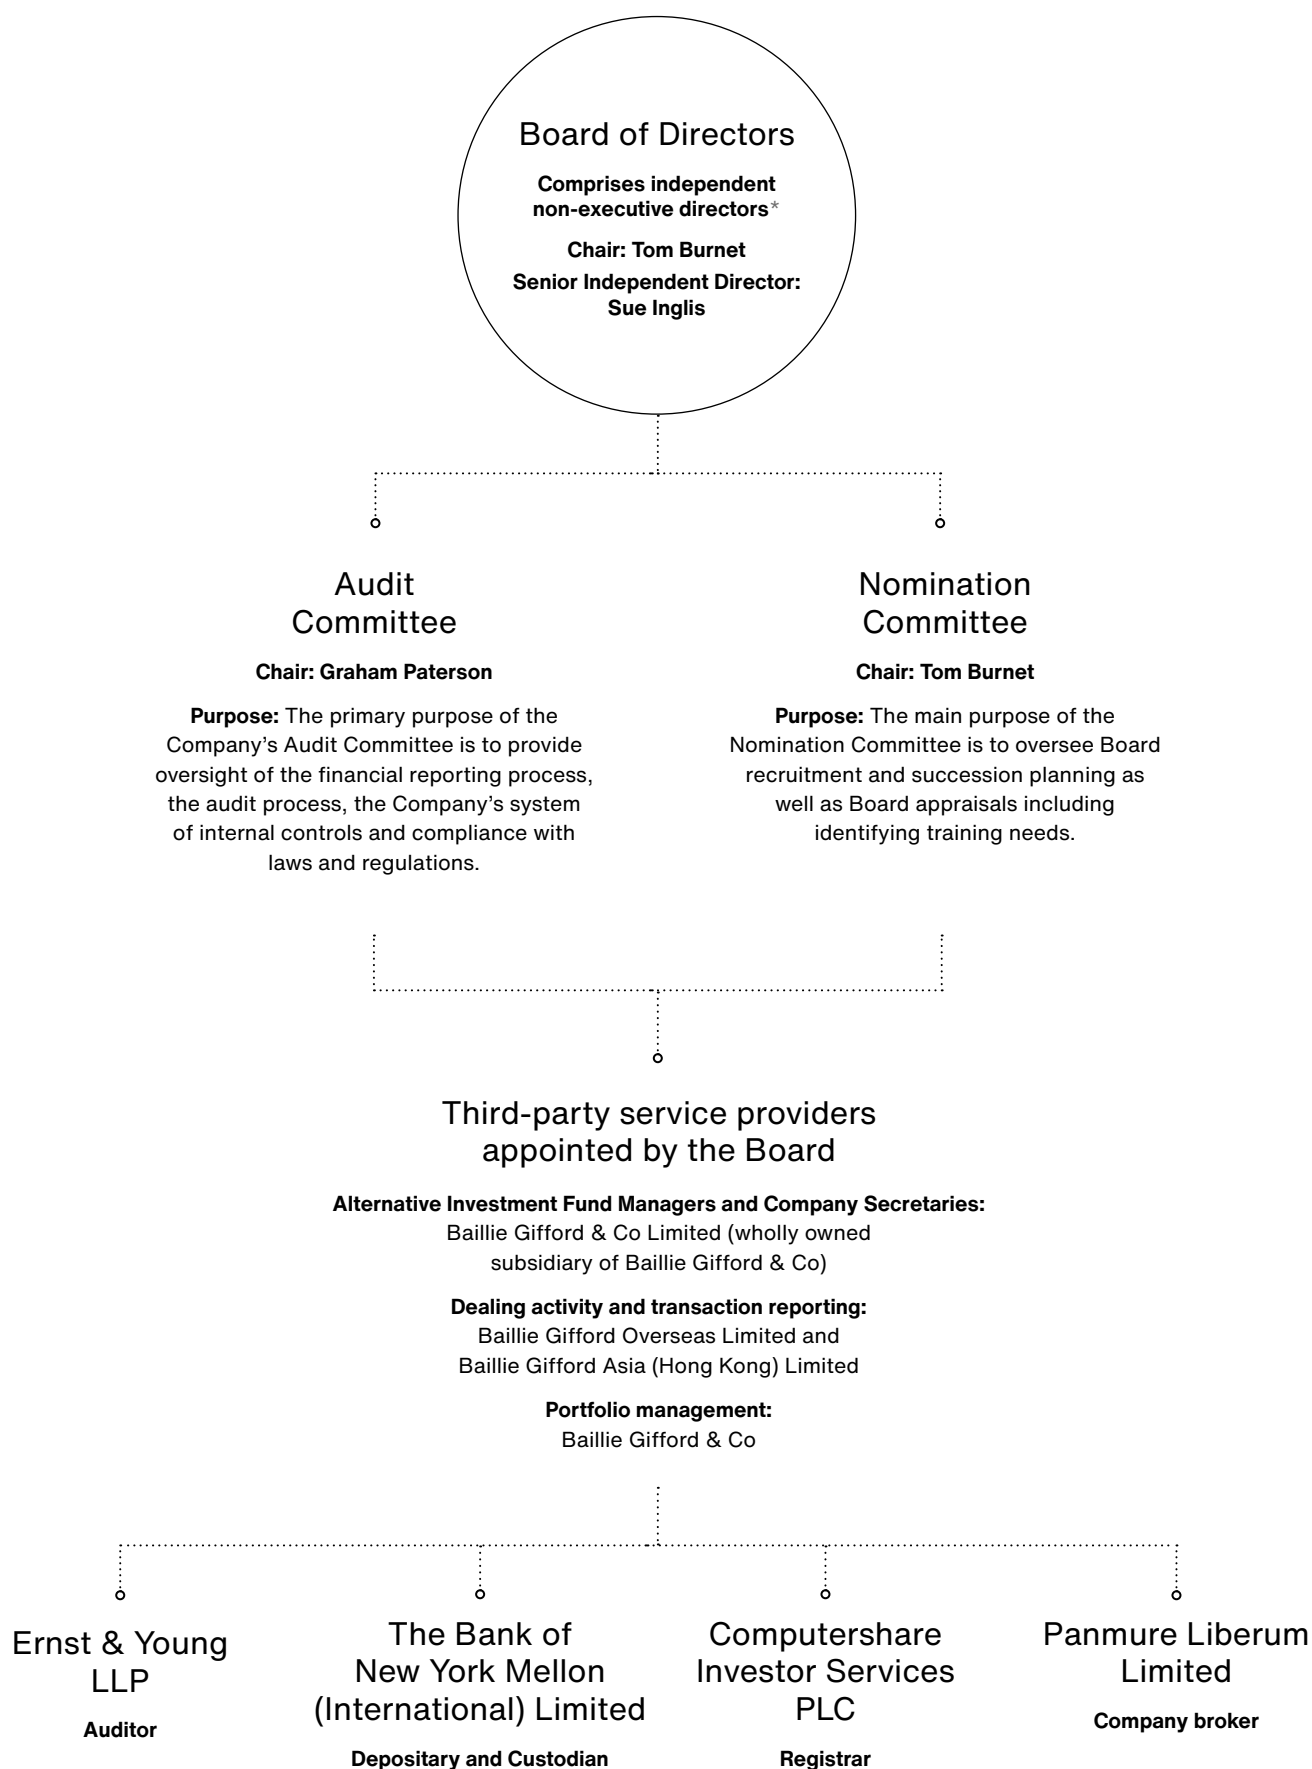 Board of Directors
Comprises independent
non-executive directors*
Chair: Tom Burnet
Senior Independent Director:
Sue Inglis
Audit
Committee
Chair: Graham Paterson
Purpose: The primary purpose of the
Company’s Audit Committee is to provide
oversight of the financial reporting process,
the audit process, the Company’s system
of internal controls and compliance with
laws and regulations.
Nomination
Committee
Chair: Tom Burnet
Purpose: The main purpose of the
Nomination Committee is to oversee Board
recruitment and succession planning as
well as Board appraisals including
identifying training needs.
Third-party service providers
appointed by the Board
Alternative Investment Fund Managers and Company Secretaries:
Baillie Gifford & Co Limited (wholly owned
subsidiary of Baillie Gifford & Co)
Dealing activity and transaction reporting:
Baillie Gifford Overseas Limited and
Baillie Gifford Asia (Hong Kong) Limited
Portfolio management:
Baillie Gifford & Co
Ernst & Young
LLP
Auditor
The Bank of
New York Mellon
(International) Limited
Depositary and Custodian
Computershare
Investor Services
PLC
Registrar
Panmure Liberum
Limited
Company broker